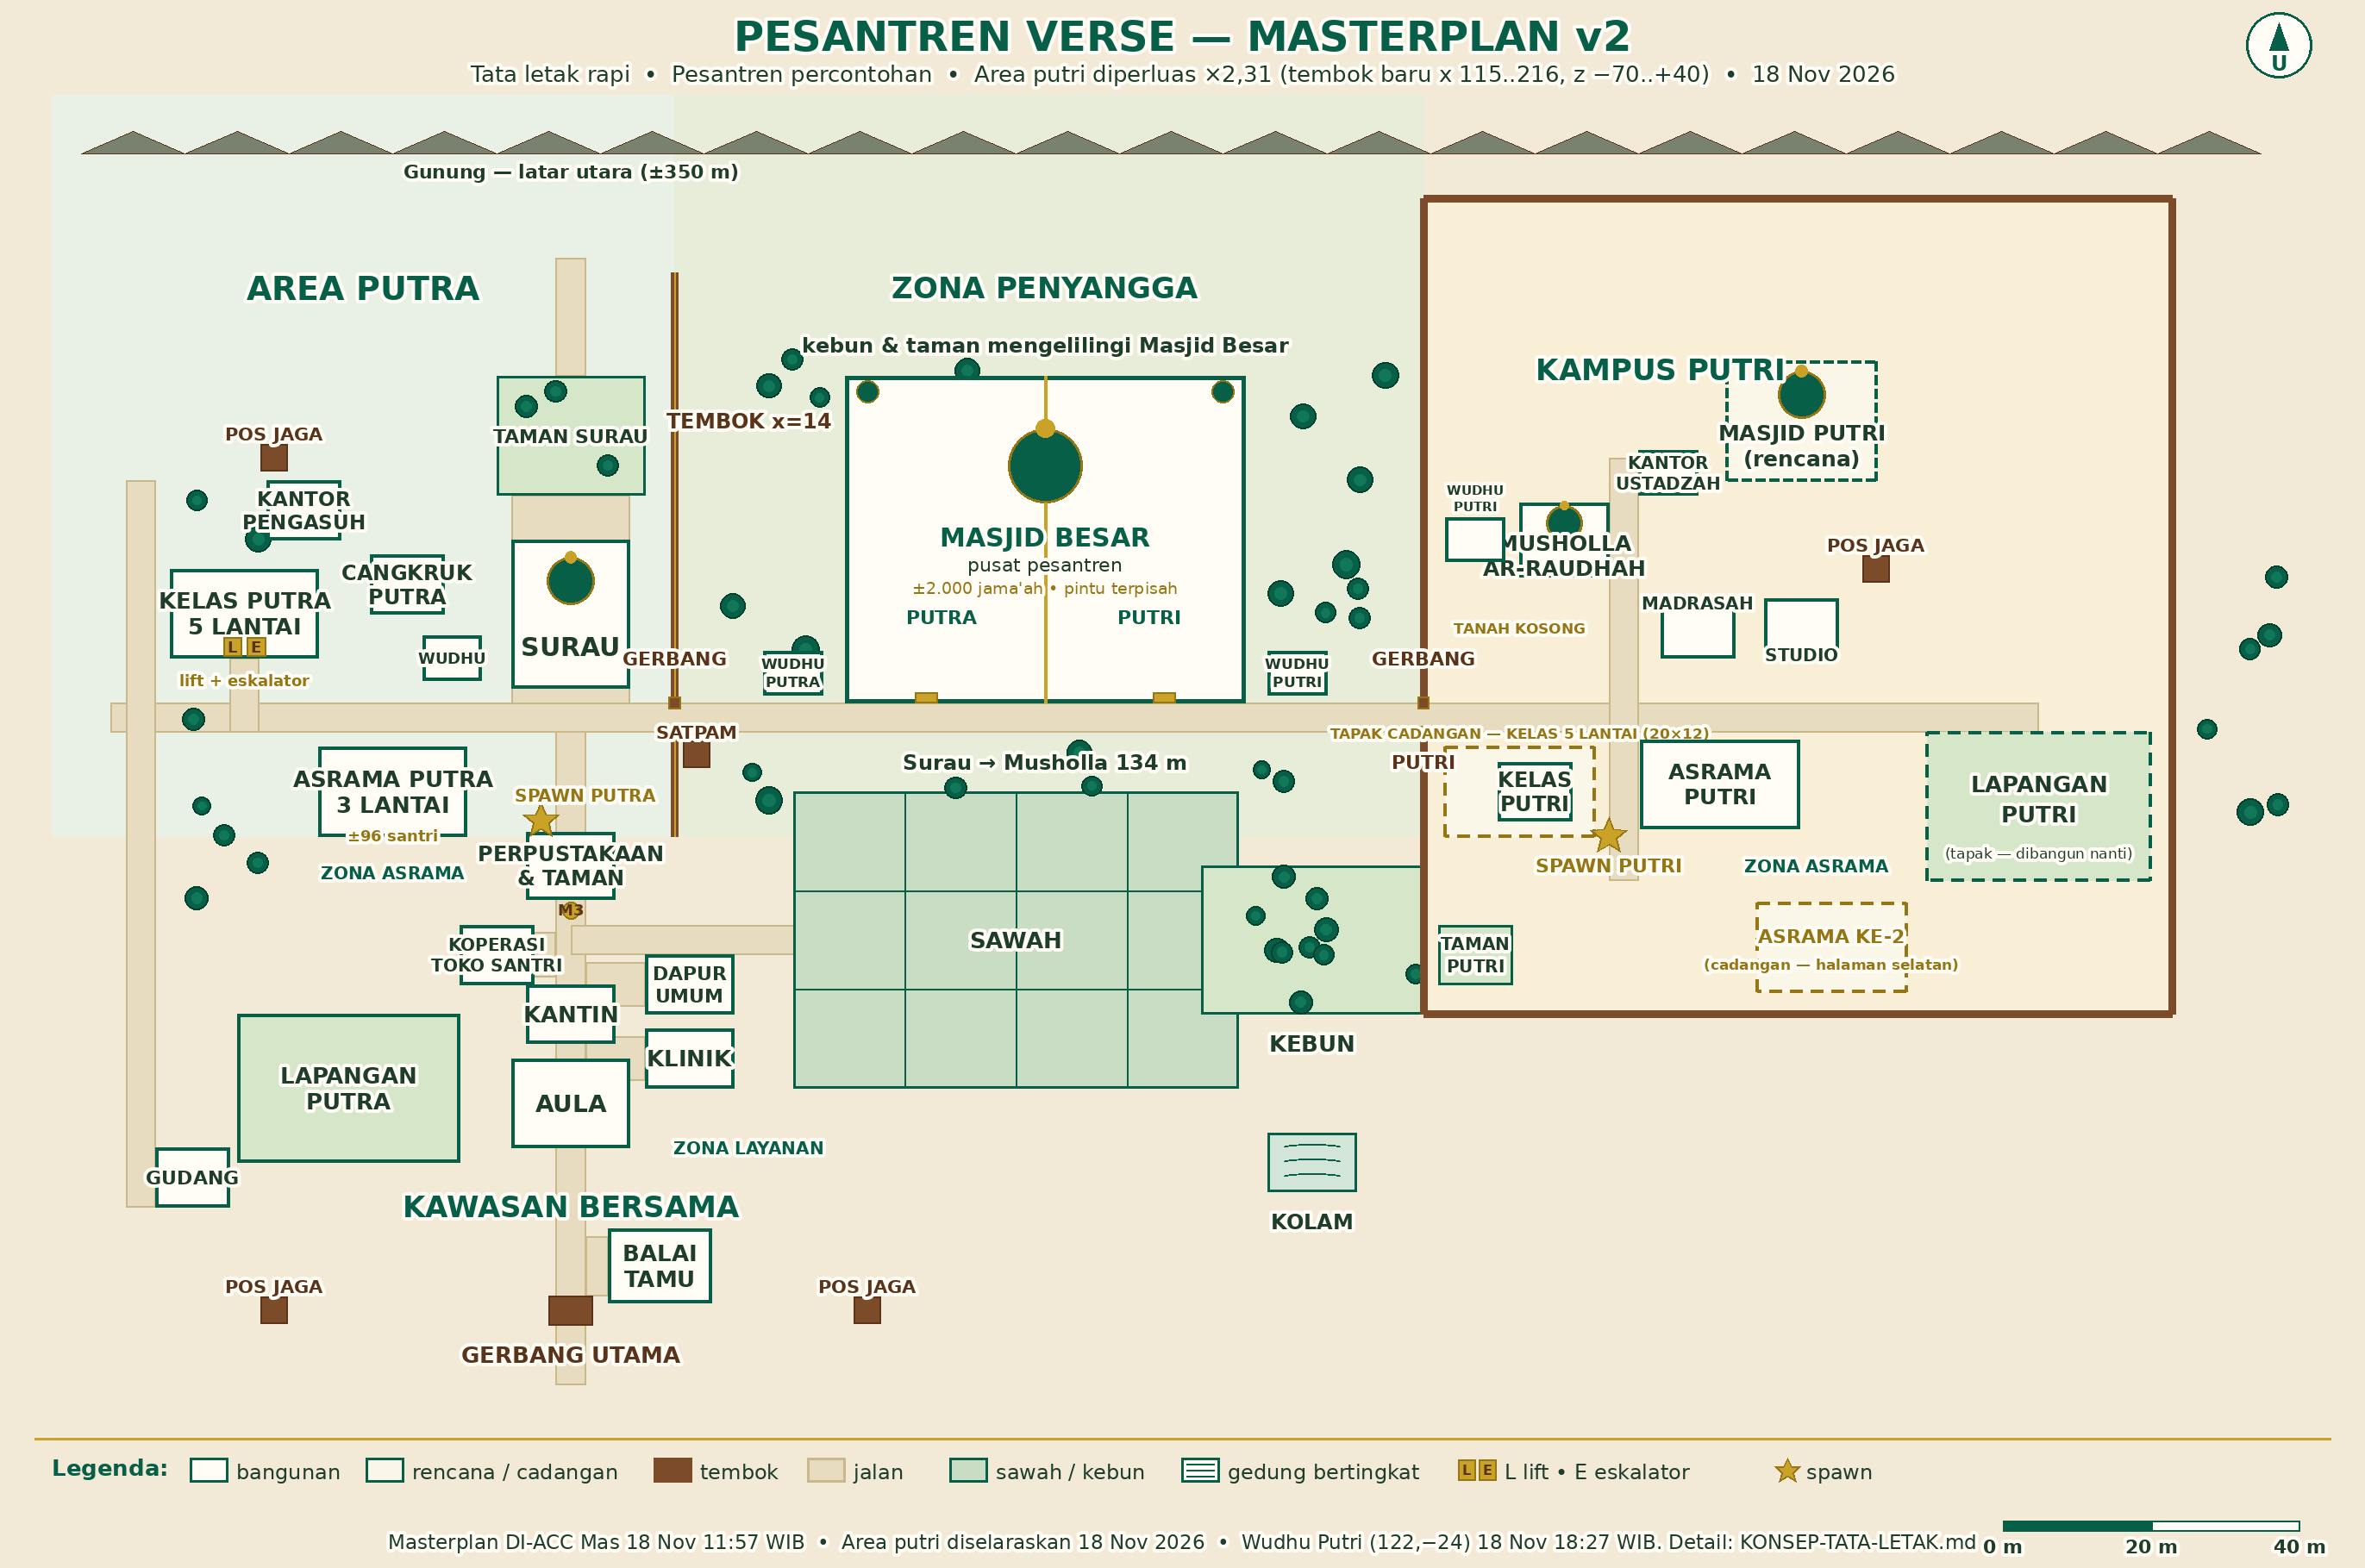 PESANTREN VERSE — MASTERPLAN v2
Tata letak rapi • Pesantren percontohan • Area putri diperluas ×2,31 (tembok baru x 115..216, z −70..+40) • 18 Nov 2026
U
Gunung — latar utara (±350 m)
AREA PUTRA
ZONA PENYANGGA
kebun & taman mengelilingi Masjid Besar
KAMPUS PUTRI
TEMBOK x=14
POS JAGA
TAMAN SURAU
MASJID PUTRI
(rencana)
KANTOR
USTADZAH
KANTOR
PENGASUH
WUDHU
PUTRI
MASJID BESAR
pusat pesantren
±2.000 jama'ah • pintu terpisah
PUTRA
PUTRI
MUSHOLLA
AR-RAUDHAH
POS JAGA
CANGKRUK
PUTRA
KELAS PUTRA
5 LANTAI
L
E
lift + eskalator
WUDHU
SURAU
GERBANG
WUDHU
PUTRA
WUDHU
PUTRI
GERBANG
TANAH KOSONG
MADRASAH
STUDIO
SATPAM
TAPAK CADANGAN — KELAS 5 LANTAI (20×12)
Surau → Musholla 134 m
PUTRI
ASRAMA PUTRA
3 LANTAI
±96 santri
ZONA ASRAMA
SPAWN PUTRA
PERPUSTAKAAN
& TAMAN
M3
KELAS
PUTRI
ASRAMA
PUTRI
LAPANGAN
PUTRI
(tapak — dibangun nanti)
SPAWN PUTRI
ZONA ASRAMA
SAWAH
KOPERASI
TOKO SANTRI
DAPUR
UMUM
KANTIN
KLINIK
TAMAN
PUTRI
ASRAMA KE-2
(cadangan — halaman selatan)
KEBUN
LAPANGAN
PUTRA
AULA
ZONA LAYANAN
GUDANG
KAWASAN BERSAMA
KOLAM
BALAI
TAMU
POS JAGA
POS JAGA
GERBANG UTAMA
Legenda:
bangunan
rencana / cadangan
tembok
jalan
sawah / kebun
gedung bertingkat
L
E
L lift • E eskalator
spawn
Masterplan DI-ACC Mas 18 Nov 11:57 WIB • Area putri diselaraskan 18 Nov 2026 • Wudhu Putri (122,−24) 18 Nov 18:27 WIB. Detail: KONSEP-TATA-LETAK.md
0 m
20 m
40 m